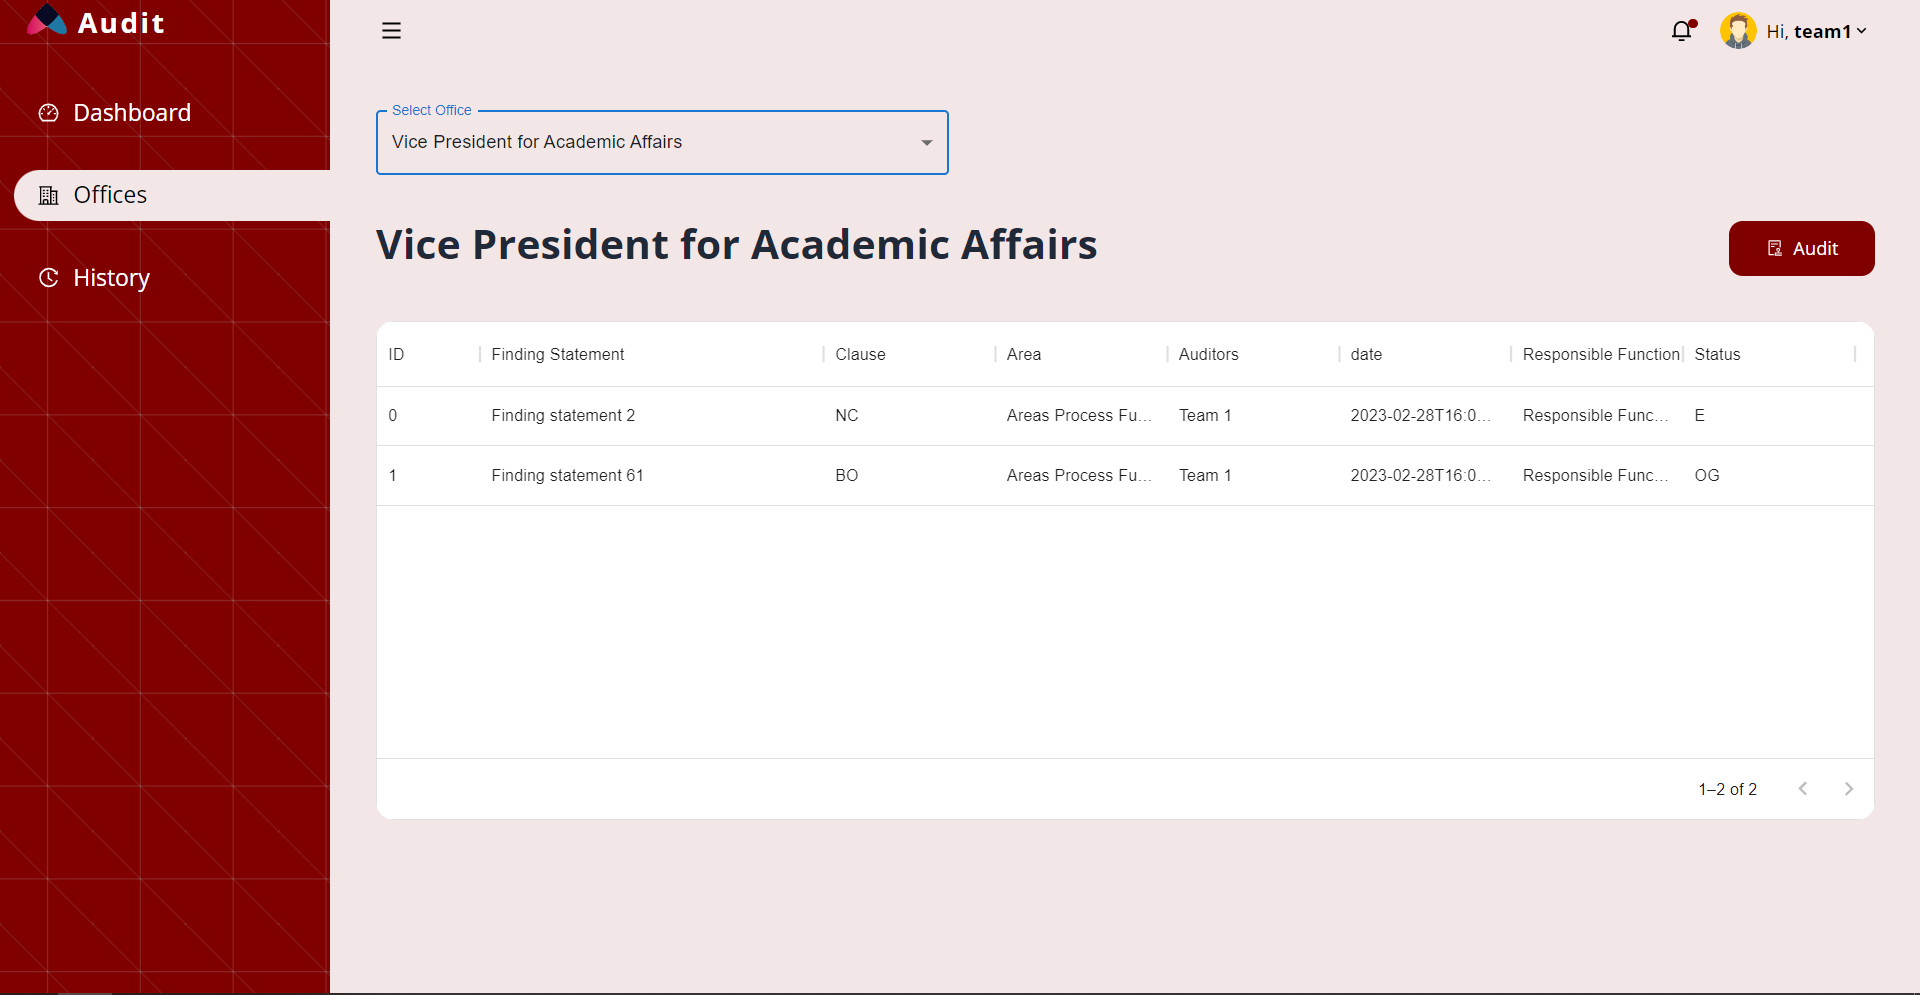 Audit
Hi, team1
Dashboard
Offices
History
Select Office
Vice President for Academic Affairs
Vice President for Academic Affairs
Audit
ID Finding Statement Clause Area Auditors date Responsible Function Status
0 Finding statement 2 NC Areas Process Fu... Team 1 2023-02-28T16:0... Responsible Func... E
1 Finding statement 61 BO Areas Process Fu... Team 1 2023-02-28T16:0... Responsible Func... OG
1–2 of 2